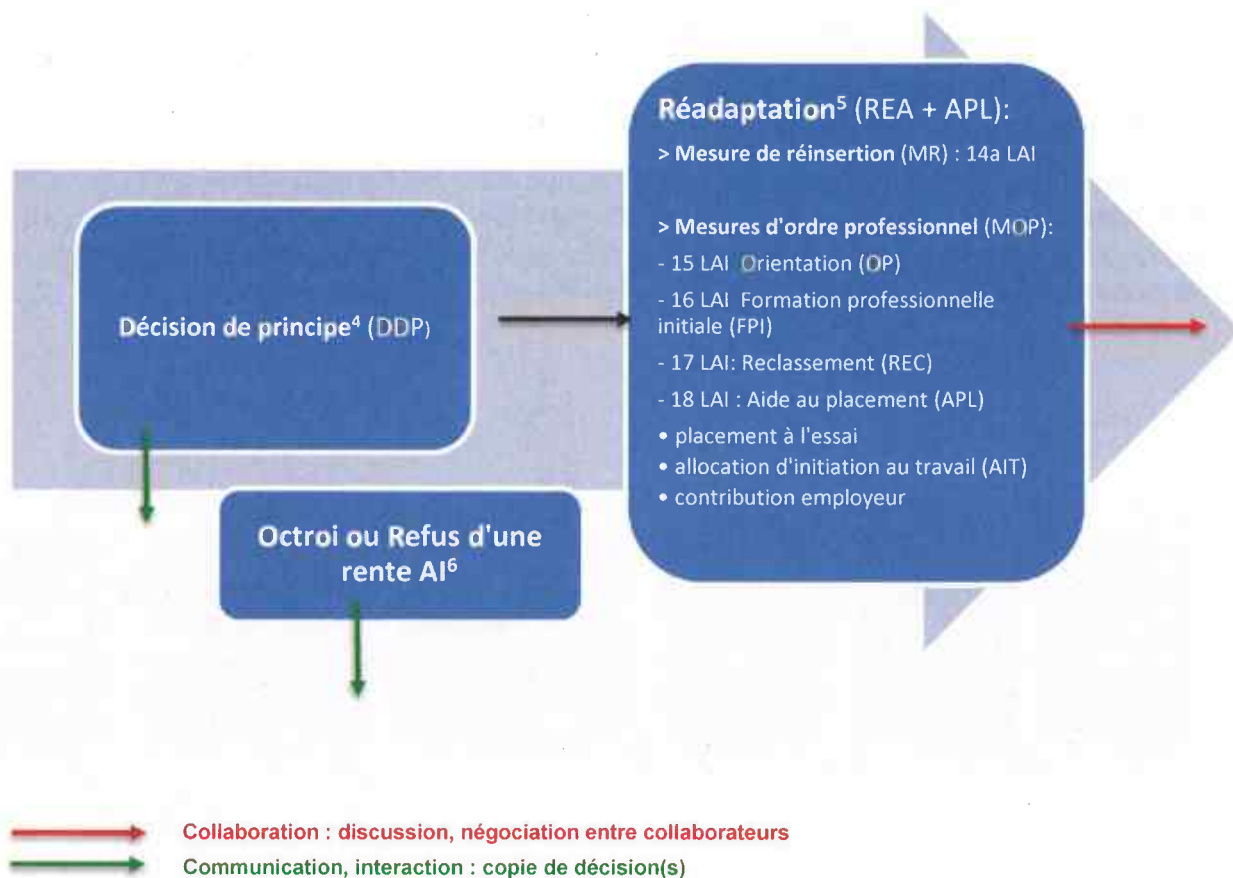 Décision de principe⁴ (DDP)
Octroi ou Refus d'une
rente AI⁶
Réadaptation⁵ (REA + APL):
> Mesure de réinsertion (MR) : 14a LAI
> Mesures d'ordre professionnel (MOP):
- 15 LAI Orientation (OP)
- 16 LAI Formation professionnelle
initiale (FPI)
- 17 LAI: Reclassement (REC)
- 18 LAI : Aide au placement (APL)
• placement à l'essai
• allocation d'initiation au travail (AIT)
• contribution employeur
Collaboration : discussion, négociation entre collaborateurs
Communication, interaction : copie de décision(s)